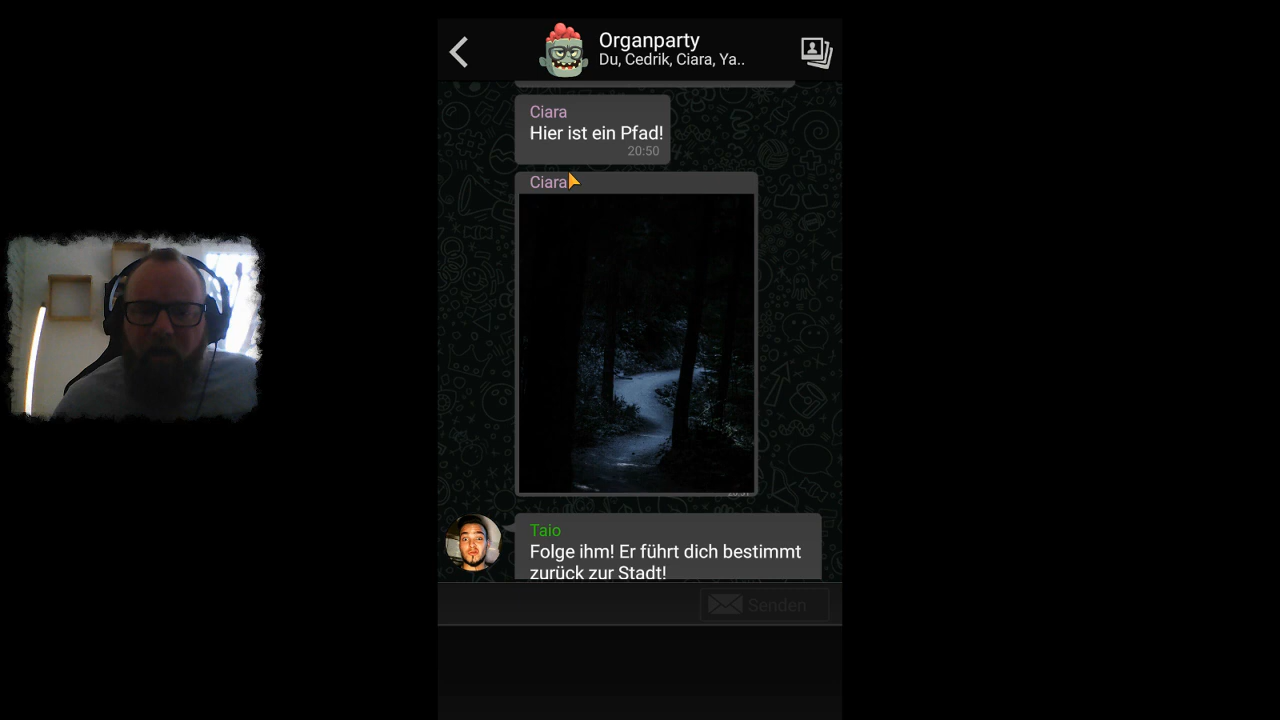 Organparty
Du, Cedrik, Ciara, Ya..
Ciara
Hier ist ein Pfad!
20:50
Ciara
Taio
Folge ihm! Er führt dich bestimmt
zurück zur Stadt!
Senden